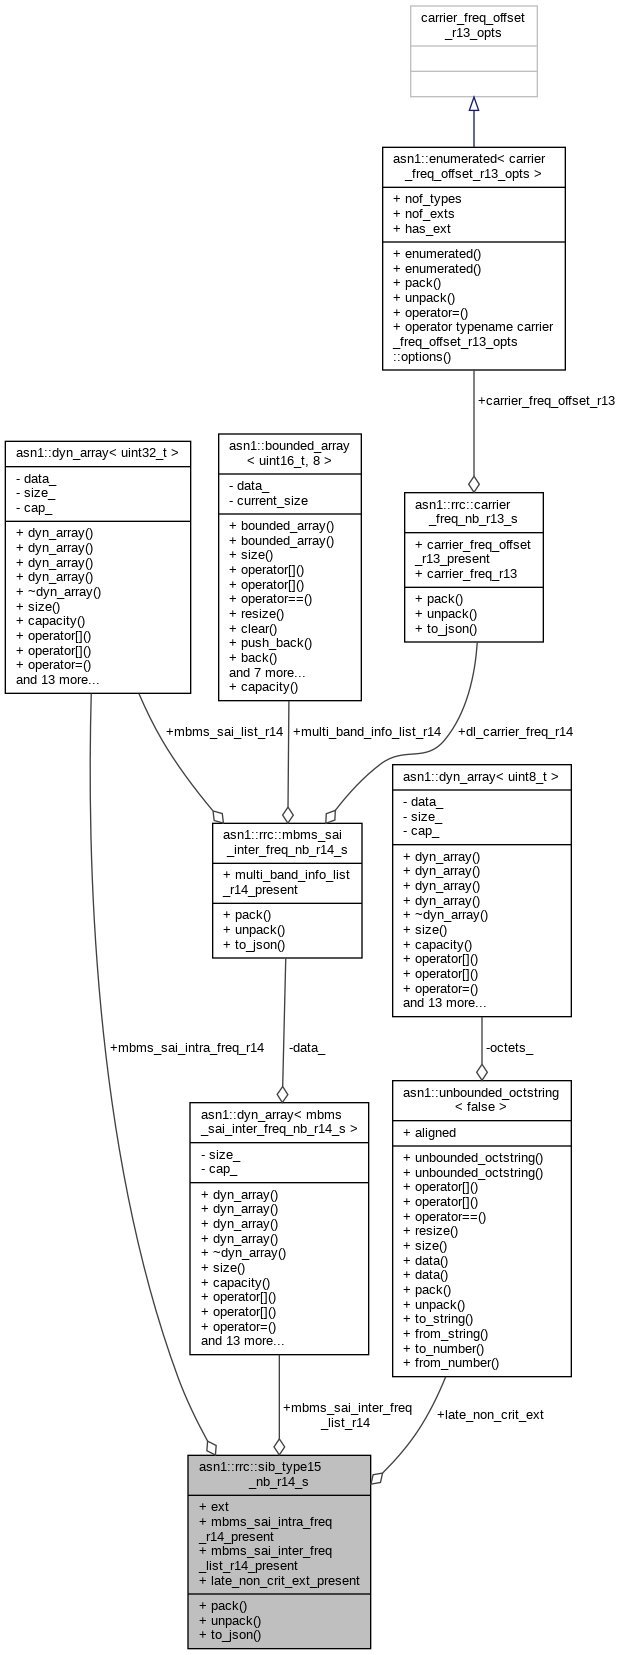 carrier_freq_offset
_r13_opts
asn1::enumerated< carrier
_freq_offset_r13_opts >
+ nof_types
+ nof_exts
+ has_ext
+ enumerated()
+ enumerated()
+ pack()
+ unpack()
+ operator=()
+ operator typename carrier
_freq_offset_r13_opts
::options()
+carrier_freq_offset_r13
asn1::dyn_array< uint32_t >
- data_
- size_
- cap_
+ dyn_array()
+ dyn_array()
+ dyn_array()
+ dyn_array()
+ ~dyn_array()
+ size()
+ capacity()
+ operator[]()
+ operator[]()
+ operator=()
and 13 more...
asn1::bounded_array
< uint16_t, 8 >
- data_
- current_size
+ bounded_array()
+ bounded_array()
+ size()
+ operator[]()
+ operator[]()
+ operator==()
+ resize()
+ clear()
+ push_back()
+ back()
and 7 more...
+ capacity()
asn1::rrc::carrier
_freq_nb_r13_s
+ carrier_freq_offset
_r13_present
+ carrier_freq_r13
+ pack()
+ unpack()
+ to_json()
+mbms_sai_list_r14
+multi_band_info_list_r14
+dl_carrier_freq_r14
asn1::rrc::mbms_sai
_inter_freq_nb_r14_s
+ multi_band_info_list
_r14_present
+ pack()
+ unpack()
+ to_json()
asn1::dyn_array< uint8_t >
- data_
- size_
- cap_
+ dyn_array()
+ dyn_array()
+ dyn_array()
+ dyn_array()
+ ~dyn_array()
+ size()
+ capacity()
+ operator[]()
+ operator[]()
+ operator=()
and 13 more...
+mbms_sai_intra_freq_r14
-data_
-octets_
asn1::dyn_array< mbms
_sai_inter_freq_nb_r14_s >
- size_
- cap_
+ dyn_array()
+ dyn_array()
+ dyn_array()
+ dyn_array()
+ ~dyn_array()
+ size()
+ capacity()
+ operator[]()
+ operator[]()
+ operator=()
and 13 more...
asn1::unbounded_octstring
< false >
+ aligned
+ unbounded_octstring()
+ unbounded_octstring()
+ operator[]()
+ operator[]()
+ operator==()
+ resize()
+ size()
+ data()
+ data()
+ pack()
+ unpack()
+ to_string()
+ from_string()
+ to_number()
+ from_number()
+mbms_sai_inter_freq
_list_r14
+late_non_crit_ext
asn1::rrc::sib_type15
_nb_r14_s
+ ext
+ mbms_sai_intra_freq
_r14_present
+ mbms_sai_inter_freq
_list_r14_present
+ late_non_crit_ext_present
+ pack()
+ unpack()
+ to_json()